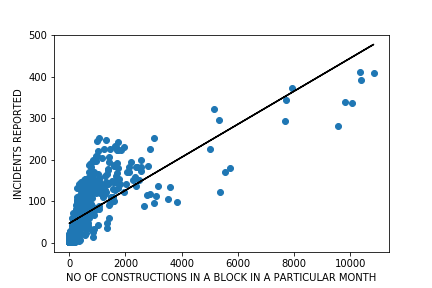 500
400
300
200
100
0
INCIDENTS REPORTED
0 2000 4000 6000 8000 10000
NO OF CONSTRUCTIONS IN A BLOCK IN A PARTICULAR MONTH